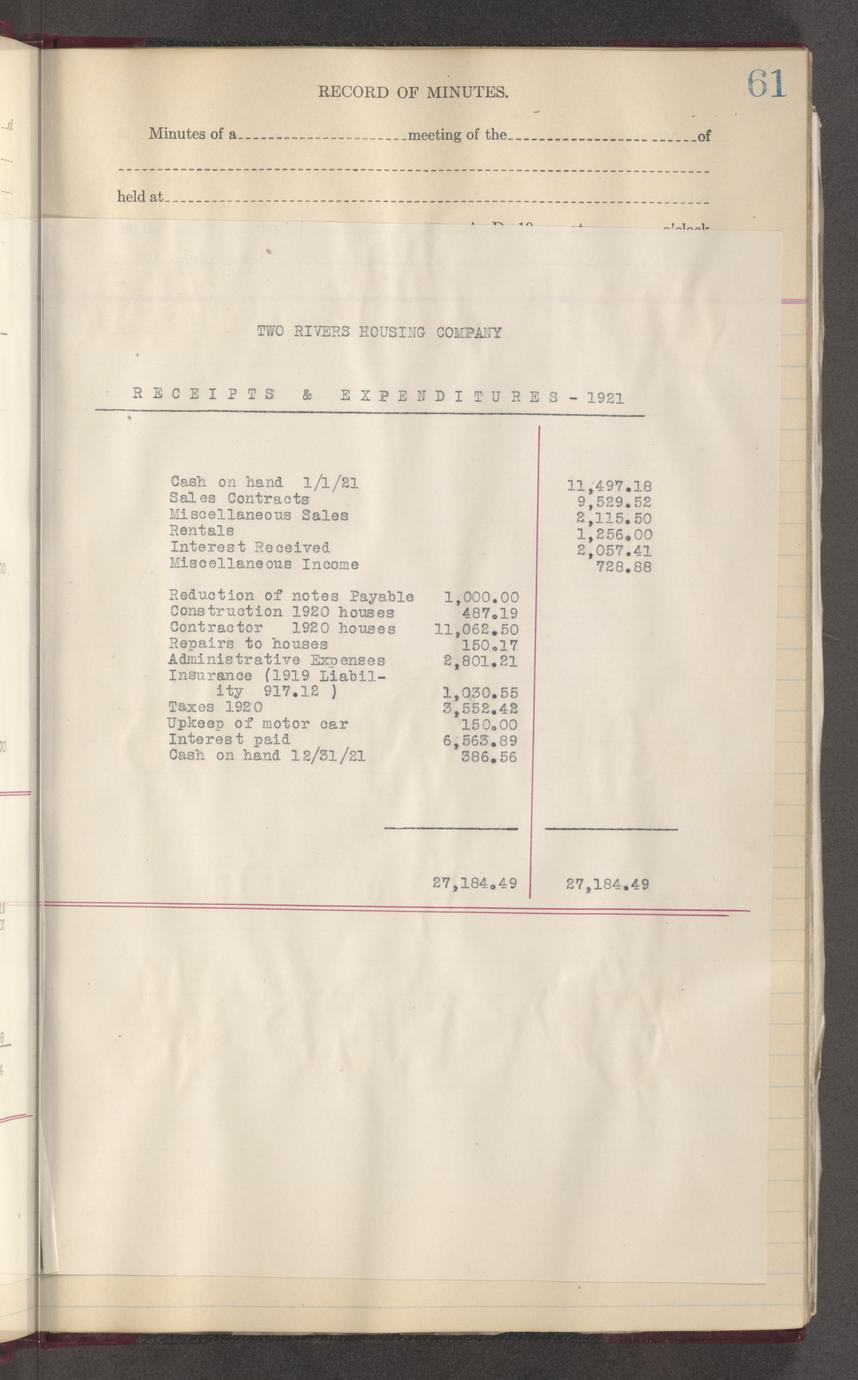 61
RECORD OF MINUTES.
Minutes of a meeting of the of
held at
TWO RIVERS HOUSING COMPANY
RECEIPTS & EXPENDITURES - 1921
Cash on hand 1/1/21 11,497.18
Sales Contracts 9,529.52
Miscellaneous Sales 2,115.50
Rentals 1,256.00
Interest Received 2,057.41
Miscellaneous Income 728.88
Reduction of notes Payable 1,000.00
Construction 1920 houses 487.19
Contractor 1920 houses 11,062.50
Repairs to houses 150.17
Administrative Expenses 2,801.21
Insurance (1919 Liabil-
ity 917.12 ) 1,030.55
Taxes 1920 3,552.42
Upkeep of motor car 150.00
Interest paid 6,563.89
Cash on hand 12/31/21 386.56
27,184.49 27,184.49